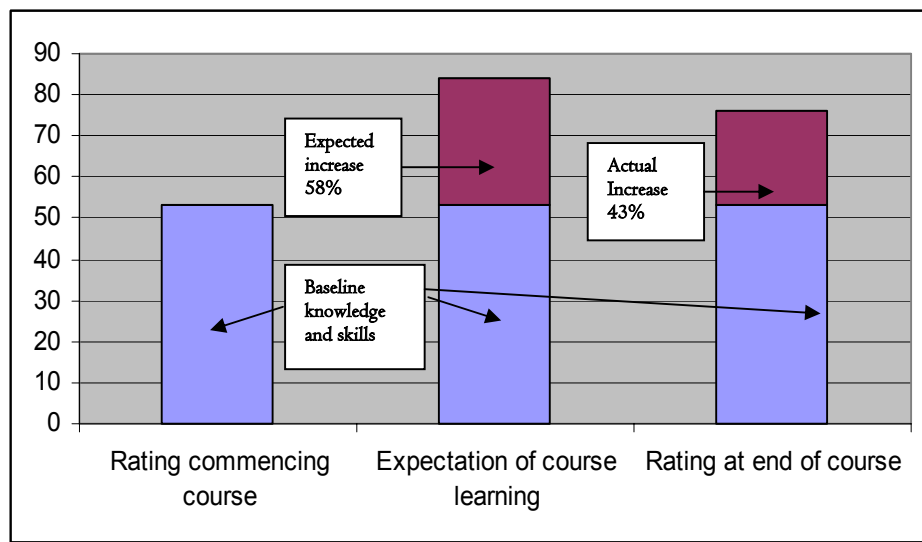 90
80
70
60
50
40
30
20
10
0
Expected
increase
58%
Actual
Increase
43%
Baseline
knowledge
and skills
Rating commencing
course
Expectation of course
learning
Rating at end of course